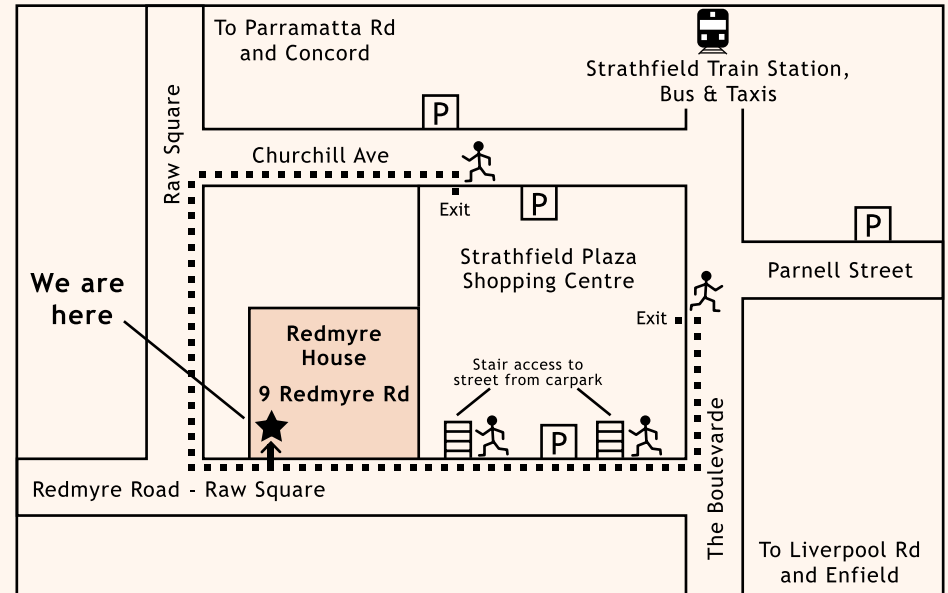 To Parramatta Rd
and Concord
Strathfield Train Station,
Bus & Taxis
P
Raw Square
Churchill Ave
Exit
P
P
Strathfield Plaza
Shopping Centre
Parnell Street
We are
here
Exit
Redmyre
House
9 Redmyre Rd
Stair access to
street from carpark
P
The Boulevarde
Redmyre Road - Raw Square
To Liverpool Rd
and Enfield